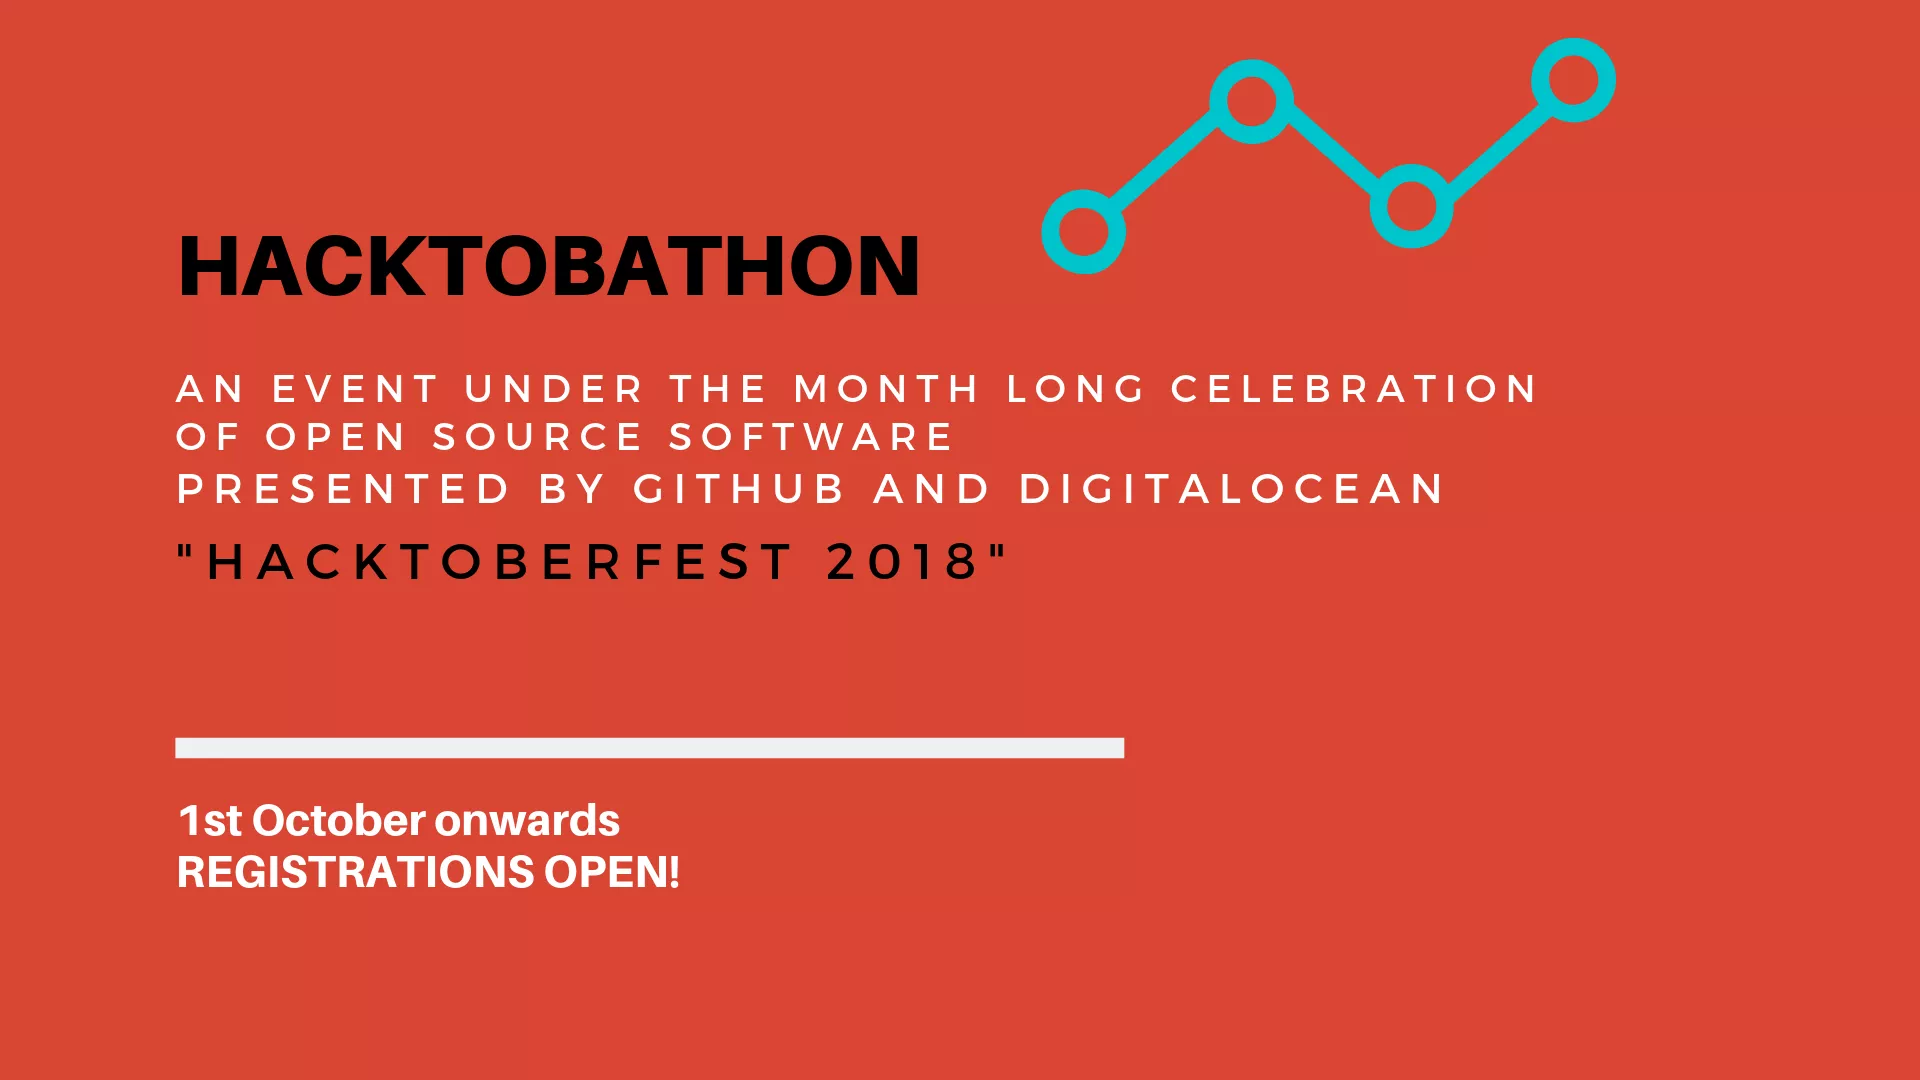 HACKTOBATHON
AN EVENT UNDER THE MONTH LONG CELEBRATION
OF OPEN SOURCE SOFTWARE
PRESENTED BY GITHUB AND DIGITALOCEAN
"HACKTOBERFEST 2018"
1st October onwards
REGISTRATIONS OPEN!